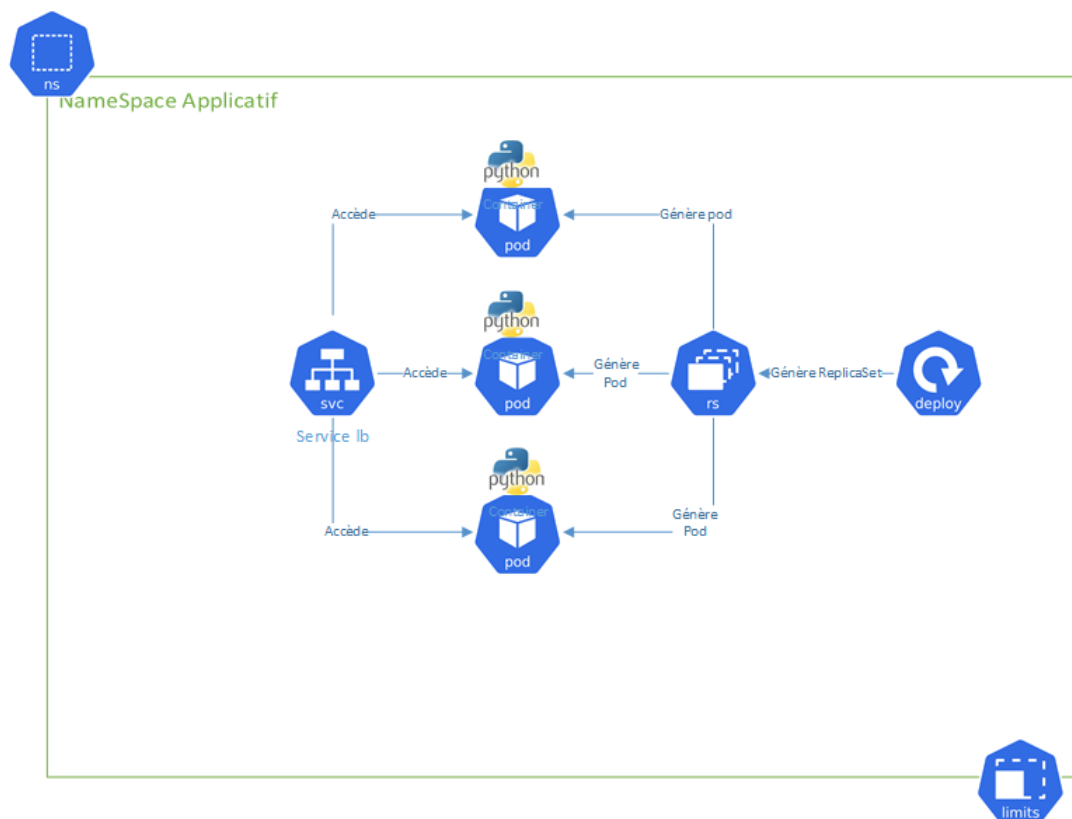 ns
NameSpace Applicatif
python
Container
pod
Accède
Génère pod
python
Container
pod
Accède
Génère
Pod
svc
rs
Génère ReplicaSet
deploy
Service lb
python
Container
pod
Accède
Génère
Pod
limits